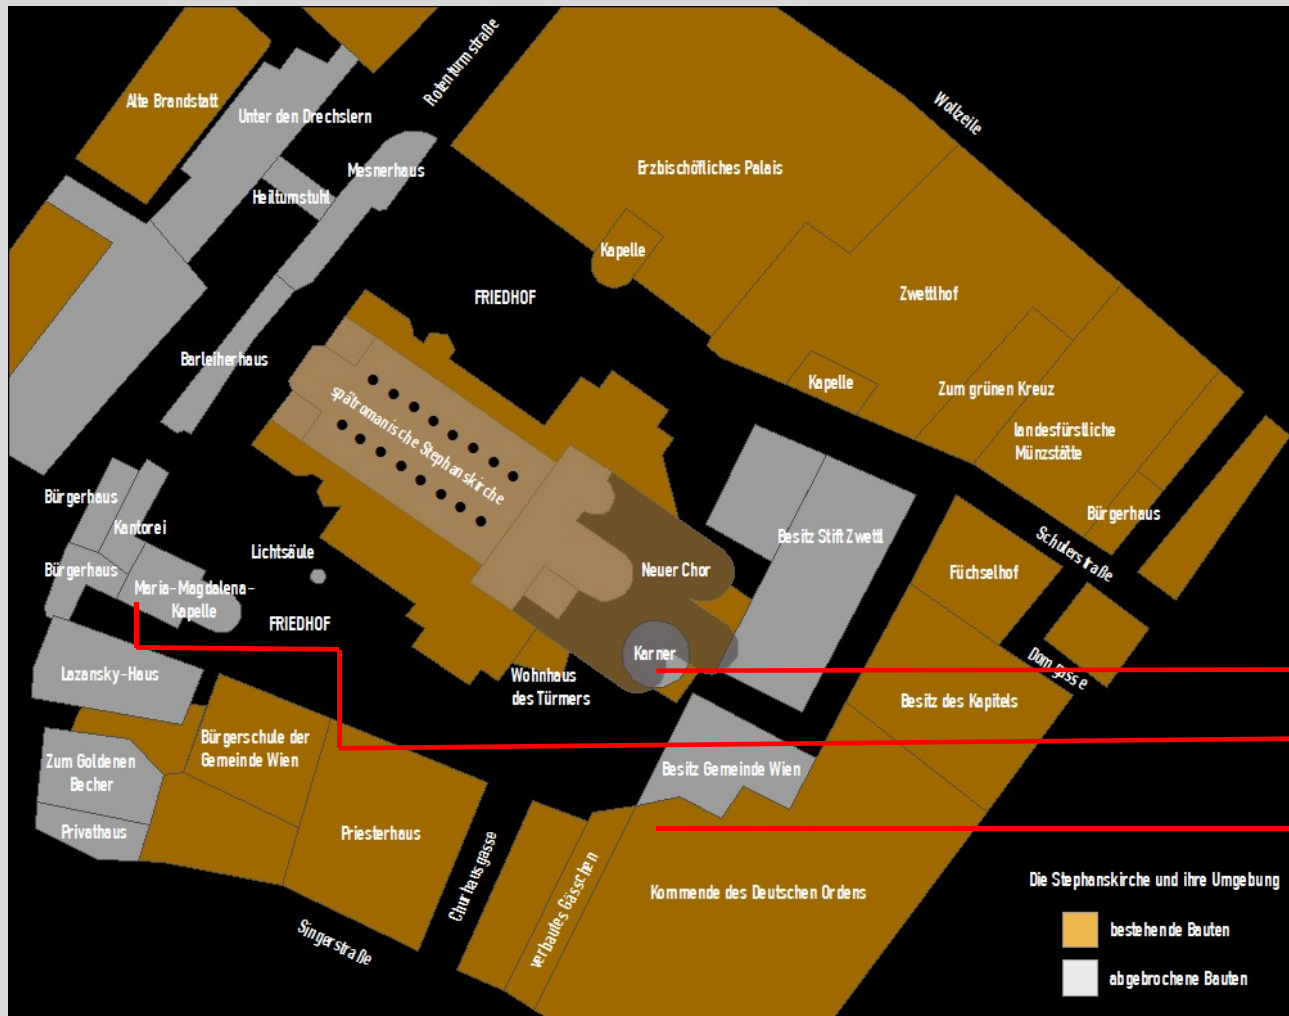 Rotenturmstraße
Wollzeile
Alte Brandstatt
Unter den Drechslern
Mesnerhaus
Heiltumstuhl
Erzbischöfliches Palais
Kapelle
FRIEDHOF
Zwettlhof
Barleiherhaus
Kapelle
Zum grünen Kreuz
spätromanische Stephanskirche
landesfürstliche
Münzstätte
Bürgerhaus
Bürgerhaus
Kantorei
Besitz Stift Zwettl
Schulerstraße
Lichtsäule
Bürgerhaus
Maria-Magdalena-
Kapelle
Neuer Chor
Füchselhof
FRIEDHOF
Karner
Domgasse
Lazansky-Haus
Wohnhaus
des Türmers
Besitz des Kapitels
Bürgerschule der
Gemeinde Wien
Zum Goldenen
Becher
Besitz Gemeinde Wien
Privathaus
Priesterhaus
Churhausgasse
verbautes Gässchen
Kommende des Deutschen Ordens
Singerstraße
Die Stephanskirche und ihre Umgebung
bestehende Bauten
abgebrochene Bauten